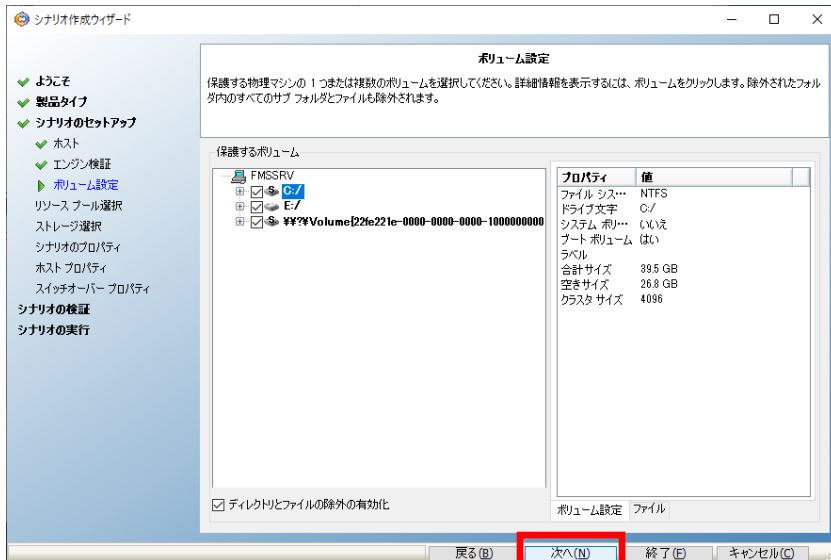 シナリオ作成ウィザード
ボリューム設定
保護する物理マシンの 1 つまたは複数のボリュームを選択してください。詳細情報を表示するには、ボリュームをクリックします。除外されたフォル
ダ内のすべてのサブ フォルダとファイルも除外されます。
ようこそ
製品タイプ
シナリオのセットアップ
ホスト
エンジン検証
ボリューム設定
リソース プール選択
ストレージ選択
シナリオのプロパティ
ホスト プロパティ
スイッチオーバー プロパティ
シナリオの検証
シナリオの実行
保護するボリューム
FMSSRV
C:/
E:/
¥¥?¥Volume{22fe221e-0000-0000-0000-1000000000
ディレクトリとファイルの除外の有効化
プロパティ 値
ファイル シス… NTFS
ドライブ文字 C:/
システム ボリ… いいえ
ブート ボリューム はい
ラベル
合計サイズ 39.5 GB
空きサイズ 26.8 GB
クラスタ サイズ 4096
ボリューム設定 ファイル
戻る(B) 次へ(N) 終了(F) キャンセル(C)